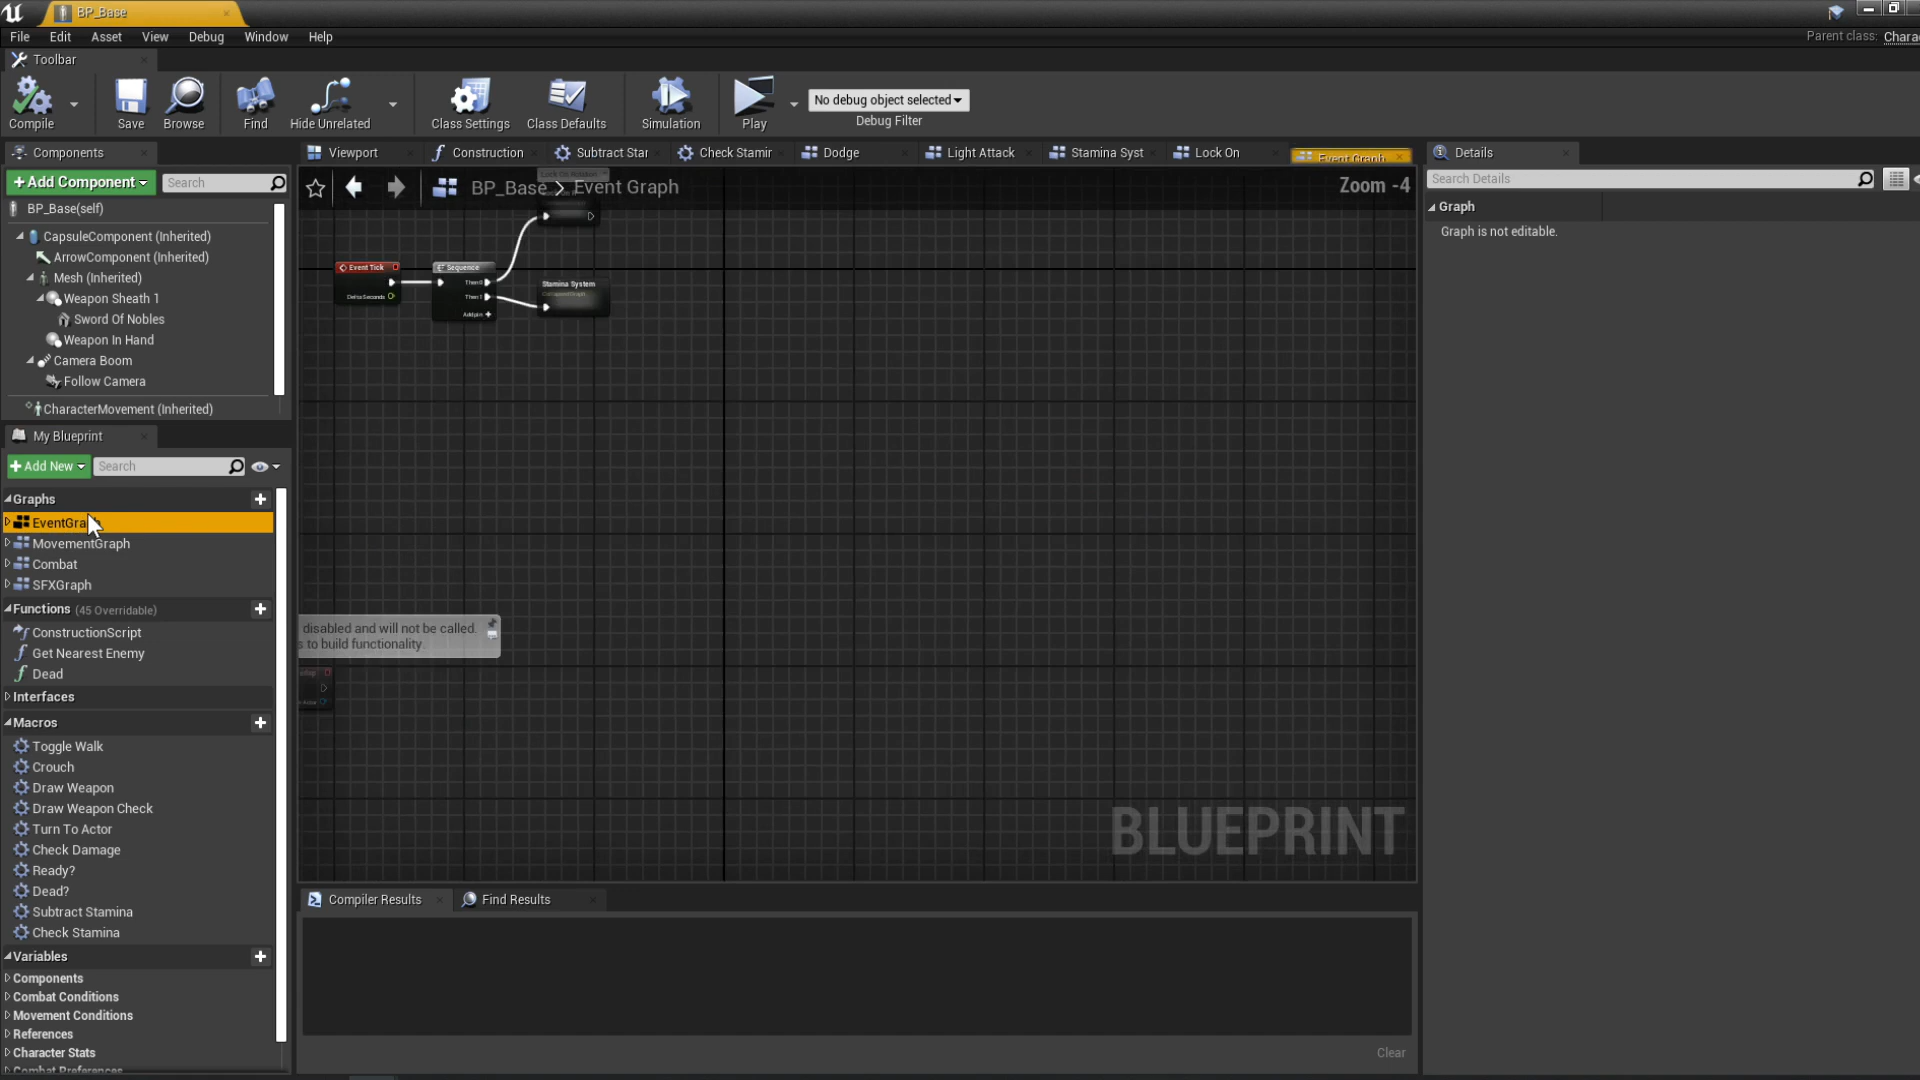 BP_Base
File Edit Asset View Debug Window Help
Parent class: Chara
Toolbar
Compile Save Browse Find Hide Unrelated Class Settings Class Defaults Simulation Play
No debug object selected
Debug Filter
Components
+Add Component Search
BP_Base(self)
CapsuleComponent (Inherited)
ArrowComponent (Inherited)
Mesh (Inherited)
Weapon Sheath 1
Sword Of Nobles
Weapon In Hand
Camera Boom
Follow Camera
CharacterMovement (Inherited)
My Blueprint
+Add New Search
Graphs
EventGra
MovementGraph
Combat
SFXGraph
Functions (45 Overridable)
ConstructionScript
Get Nearest Enemy
Dead
Interfaces
Macros
Toggle Walk
Crouch
Draw Weapon
Draw Weapon Check
Turn To Actor
Check Damage
Ready?
Dead?
Subtract Stamina
Check Stamina
Variables
Components
Combat Conditions
Movement Conditions
References
Character Stats
Combat Preferences
Viewport Construction Subtract Star Check Stamir Dodge Light Attack Stamina Syst Lock On Event Graph
BP_Base > Event Graph
Zoom -4
Lock On Rotation
Event Tick
Delta Seconds
Sequence
Then 0
Then 1
Add pin +
Stamina System
disabled and will not be called.
s to build functionality.
BLUEPRINT
Compiler Results Find Results
Clear
Details
Search Details
Graph
Graph is not editable.